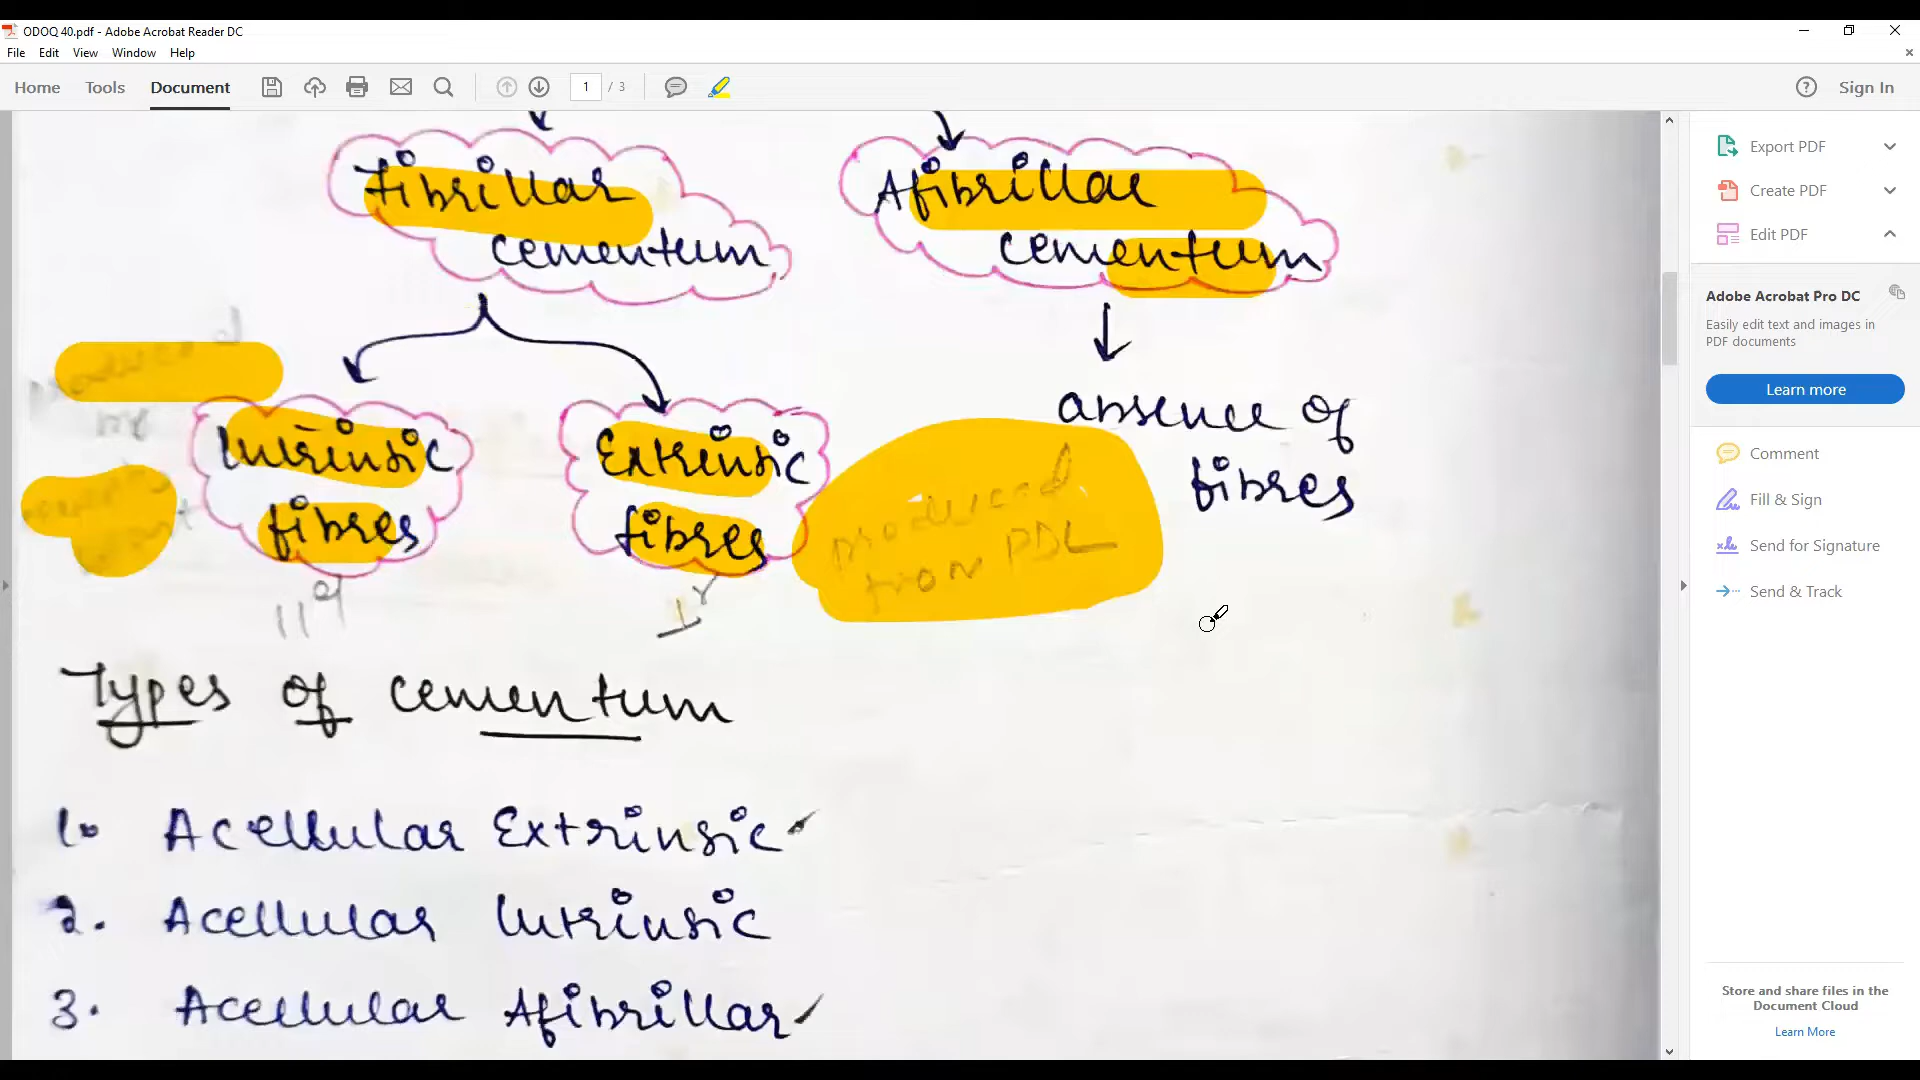 ODOQ 40.pdf - Adobe Acrobat Reader DC
File Edit View Window Help
Home Tools Document 1 / 3 Sign In
Fibrillar
cementum
Afibrillar
cementum
Produced
by
Intrinsic
fibres
Extrinsic
fibres
produced
from PDL
absence of
fibres
11el
Types of cementum
1. Acellular Extrinsic
2. Acellular Intrinsic
3. Acellular Afibrillar
Export PDF
Create PDF
Edit PDF
Adobe Acrobat Pro DC
Easily edit text and images in
PDF documents
Learn more
Comment
Fill & Sign
Send for Signature
Send & Track
Store and share files in the
Document Cloud
Learn More